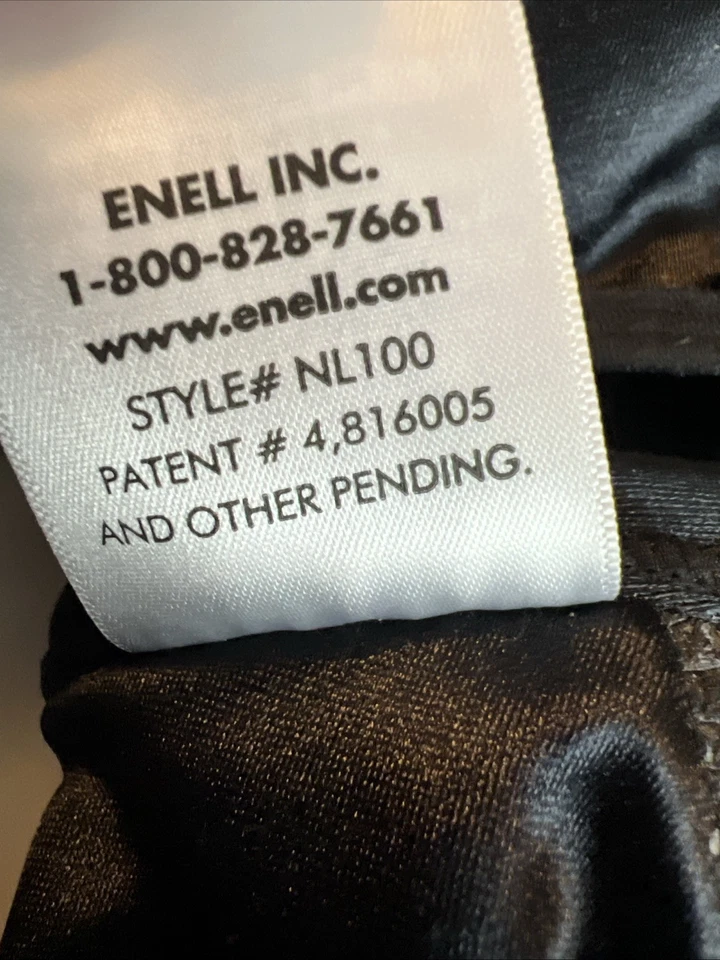 ENELL INC.
1-800-828-7661
www.enell.com
STYLE# NL100
PATENT # 4,816005
AND OTHER PENDING.